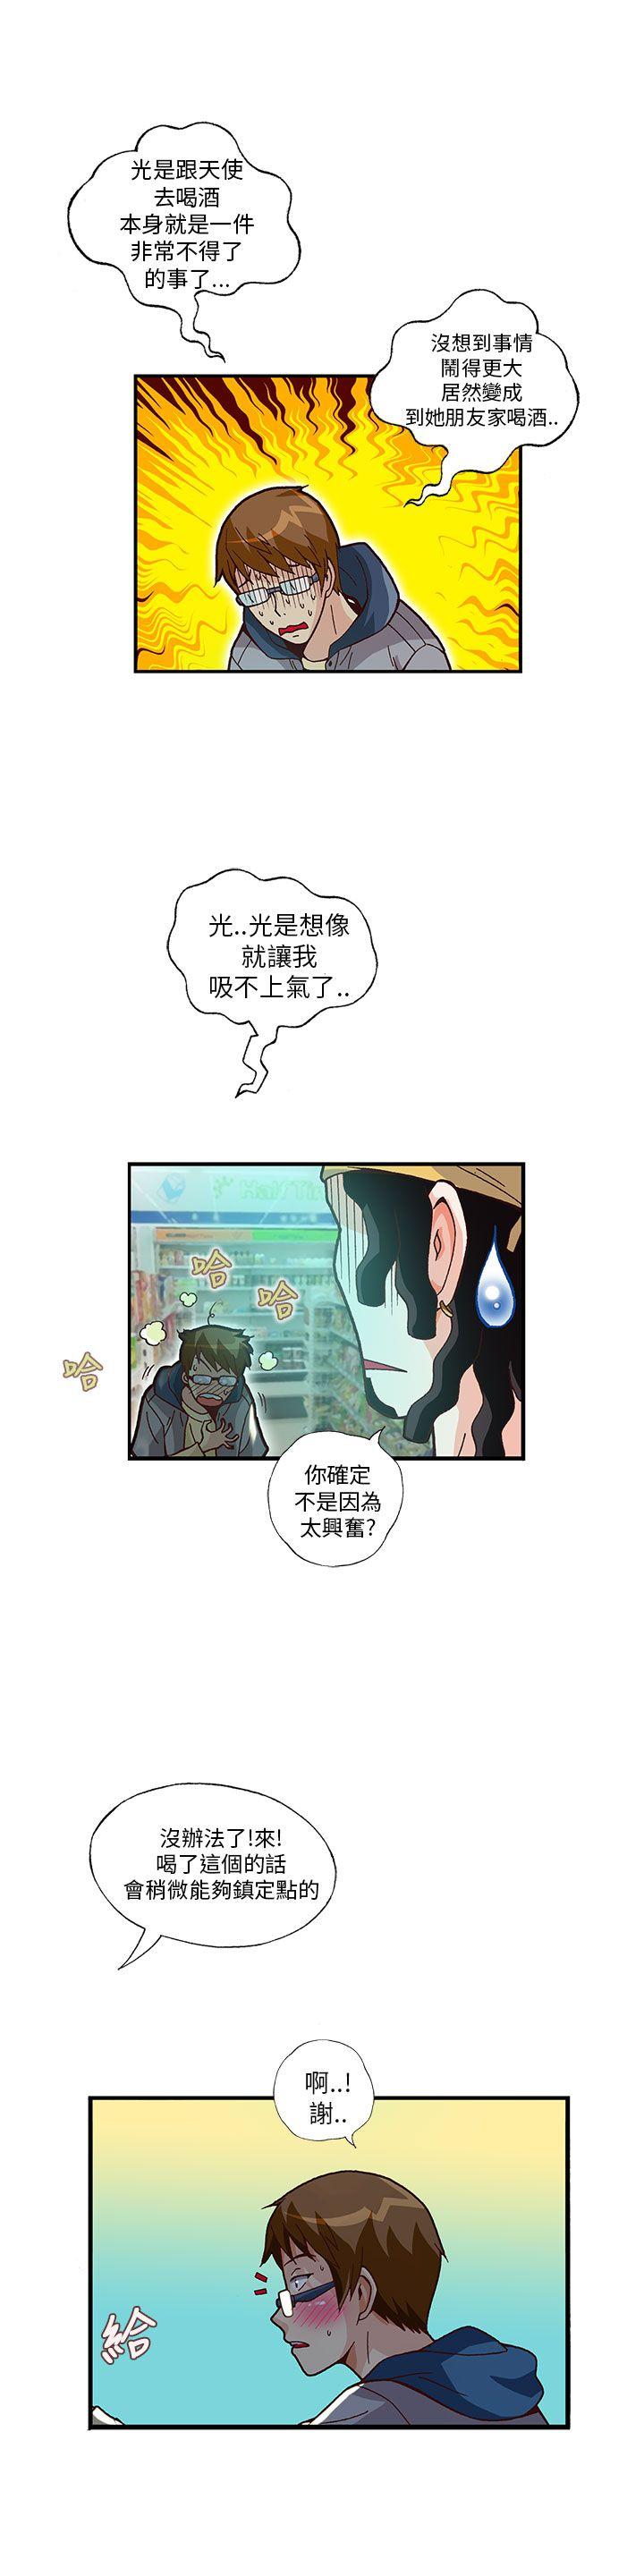 光是跟天使
去喝酒
本身就是一件
非常不得了
的事了...
沒想到事情
鬧得更大
居然變成
到她朋友家喝酒..
光..光是想像
就讓我
吸不上氣了..
Half Time
哈
哈
哈
你確定
不是因為
太興奮?
沒辦法了!來!
喝了這個的話
會稍微能夠鎮定點的
啊..!
謝..
給